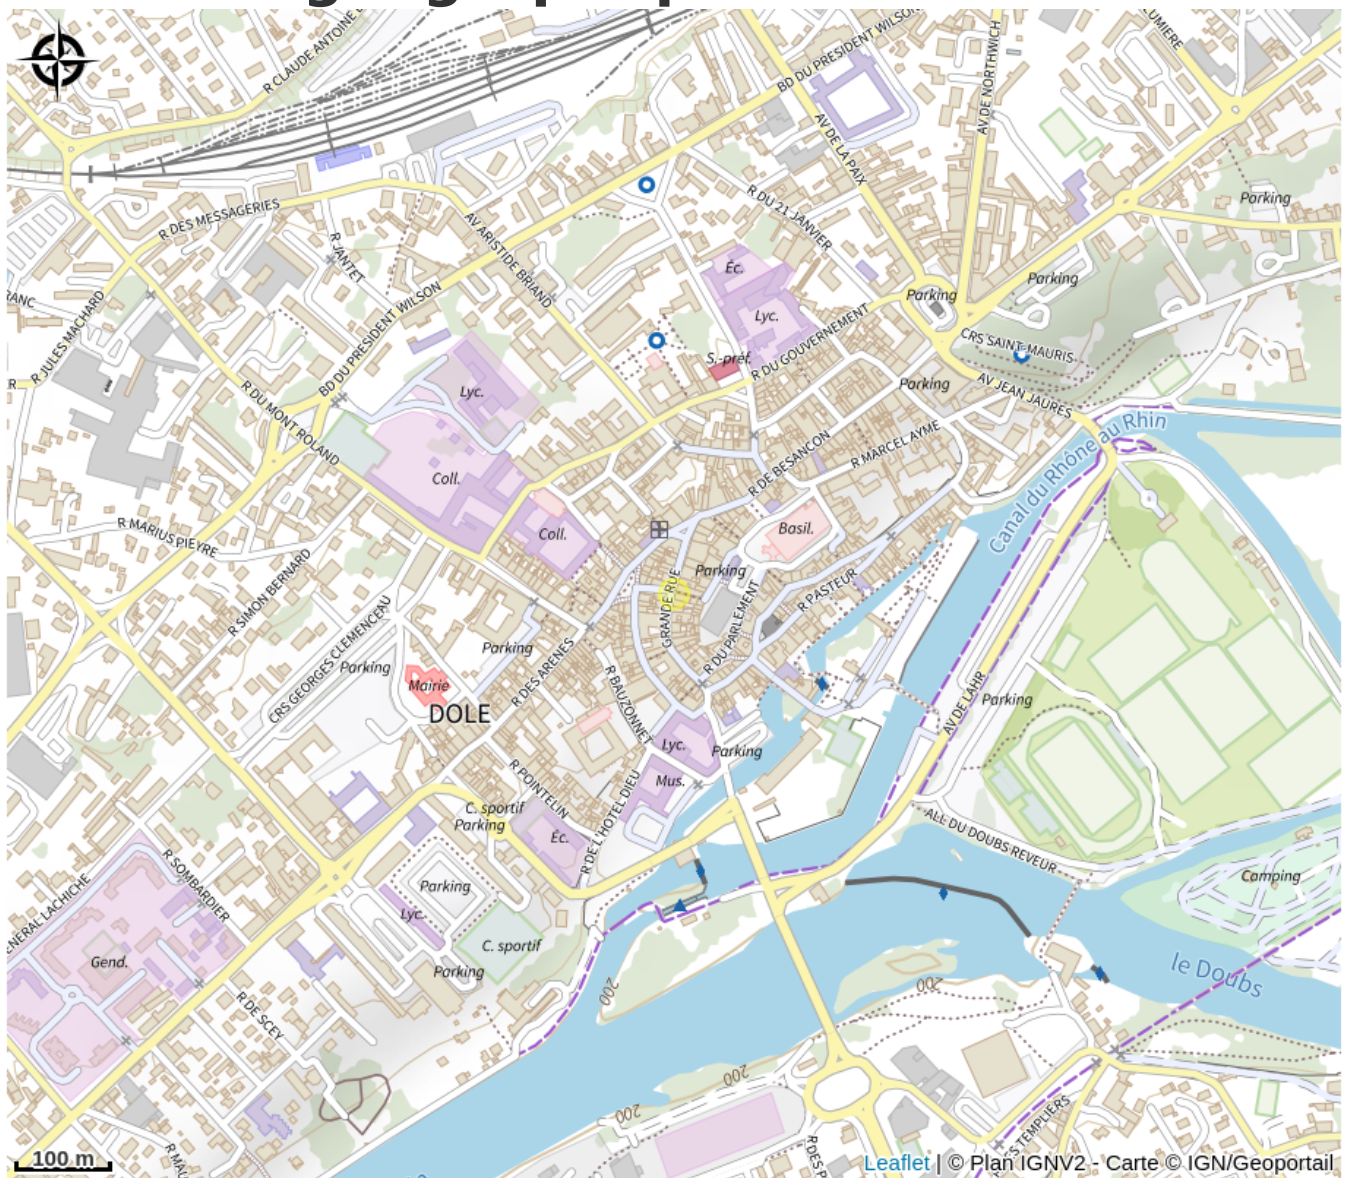 R CLAUDE ANTOINE
BD DU PRESIDENT WILSON
AV DE NORTHWICH
LUMIERE
AV DE LA PAIX
R DU 21 JANVIER
Parking
R DES MESSAGERIES
R JANTET
AV ARISTIDE BRIAND
Éc.
Parking
Parking
Lyc.
R JULES MACHARD
BD DU PRESIDENT WILSON
R DU GOUVERNEMENT
CRS SAINT-MAURIS
S.-préf.
Parking
AV JEAN JAURES
Lyc.
R DU MONT ROLAND
Canal du Rhône au Rhin
R MARCEL AYME
R DE BESANCON
Coll.
Coll.
Basil.
R MARIUS PIEYRE
R SIMON BERNARD
Parking
GRANDE RUE
R PASTEUR
R DU PARLEMENT
CRS GEORGES CLEMENCEAU
Parking
Parking
R DES ARENES
Mairie
DOLE
R BAUZONNET
AV DE LAHR
Parking
Lyc.
Parking
Mus.
R POINTELIN
C. sportif
Parking
Éc.
R DE L'HOTEL DIEU
ALL DU DOUBS REVEUR
R SOMBARDIER
Parking
Camping
GENERAL LACHICHE
Lyc.
C. sportif
Gend.
Parking
le Doubs
200
200
R DE SCEY
200
200
S TEMPLIERS
100 m
Leaflet | © Plan IGNV2 - Carte © IGN/Geoportail